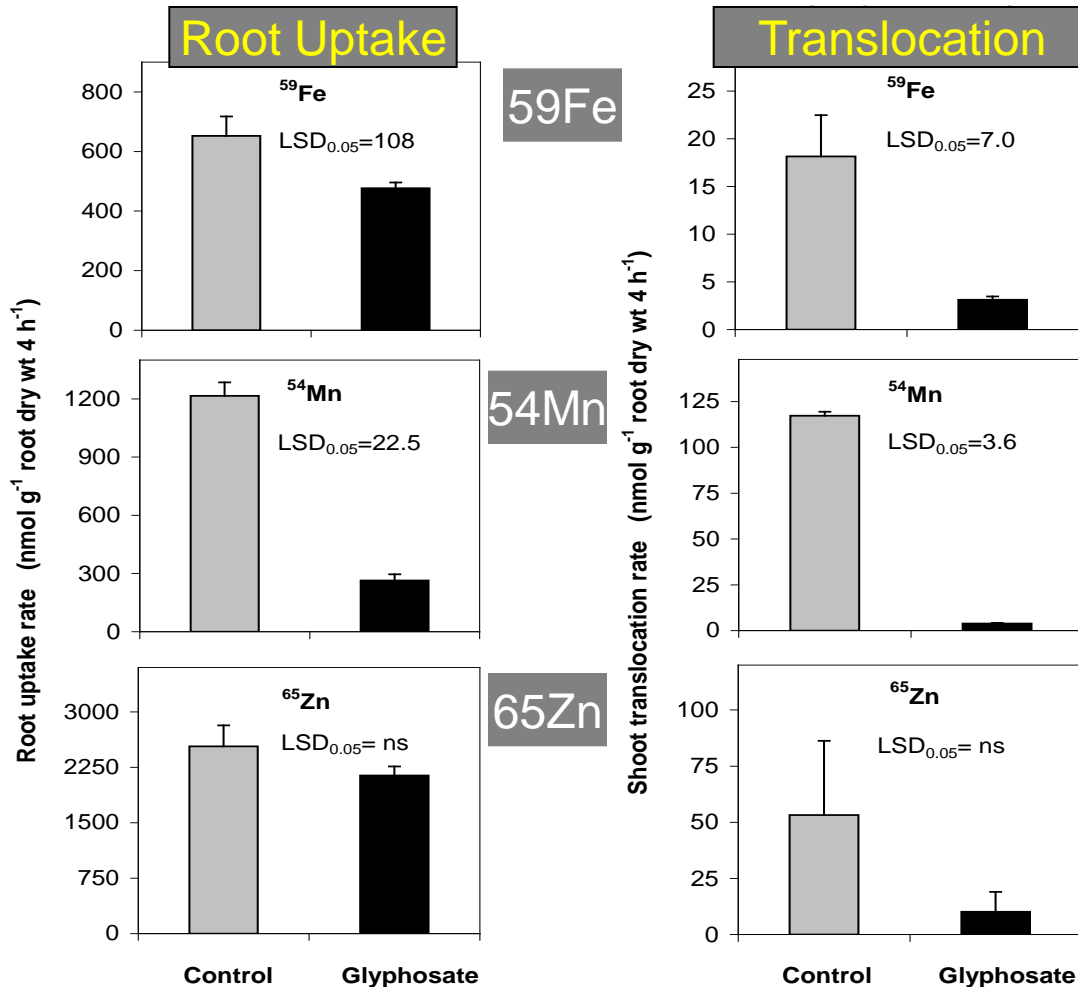 Root Uptake
Translocation
59Fe
54Mn
65Zn
Root uptake rate (nmol g⁻¹ root dry wt 4 h⁻¹)
⁵⁹Fe
LSD₀.₀₅=108
800
600
400
200
0
⁵⁴Mn
LSD₀.₀₅=22.5
1200
900
600
300
0
⁶⁵Zn
LSD₀.₀₅= ns
3000
2250
1500
750
0
Control Glyphosate
Shoot translocation rate (nmol g⁻¹ root dry wt 4 h⁻¹)
⁵⁹Fe
LSD₀.₀₅=7.0
25
20
15
10
5
0
⁵⁴Mn
LSD₀.₀₅=3.6
125
100
75
50
25
0
⁶⁵Zn
LSD₀.₀₅= ns
100
75
50
25
0
Control Glyphosate